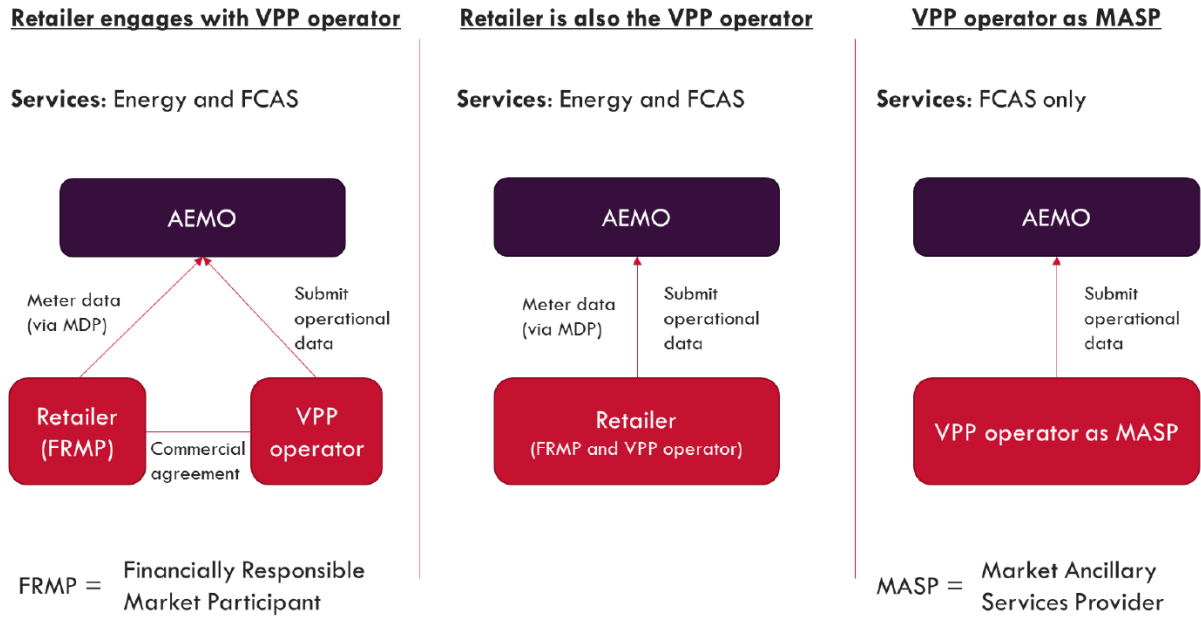 Retailer engages with VPP operator
Services: Energy and FCAS
AEMO
Meter data
(via MDP)
Submit
operational
data
Retailer
(FRMP)
Commercial
agreement
VPP
operator
FRMP =
Financially Responsible
Market Participant
Retailer is also the VPP operator
Services: Energy and FCAS
AEMO
Meter data
(via MDP)
Submit
operational
data
Retailer
(FRMP and VPP operator)
VPP operator as MASP
Services: FCAS only
AEMO
Submit
operational
data
VPP operator as MASP
MASP =
Market Ancillary
Services Provider